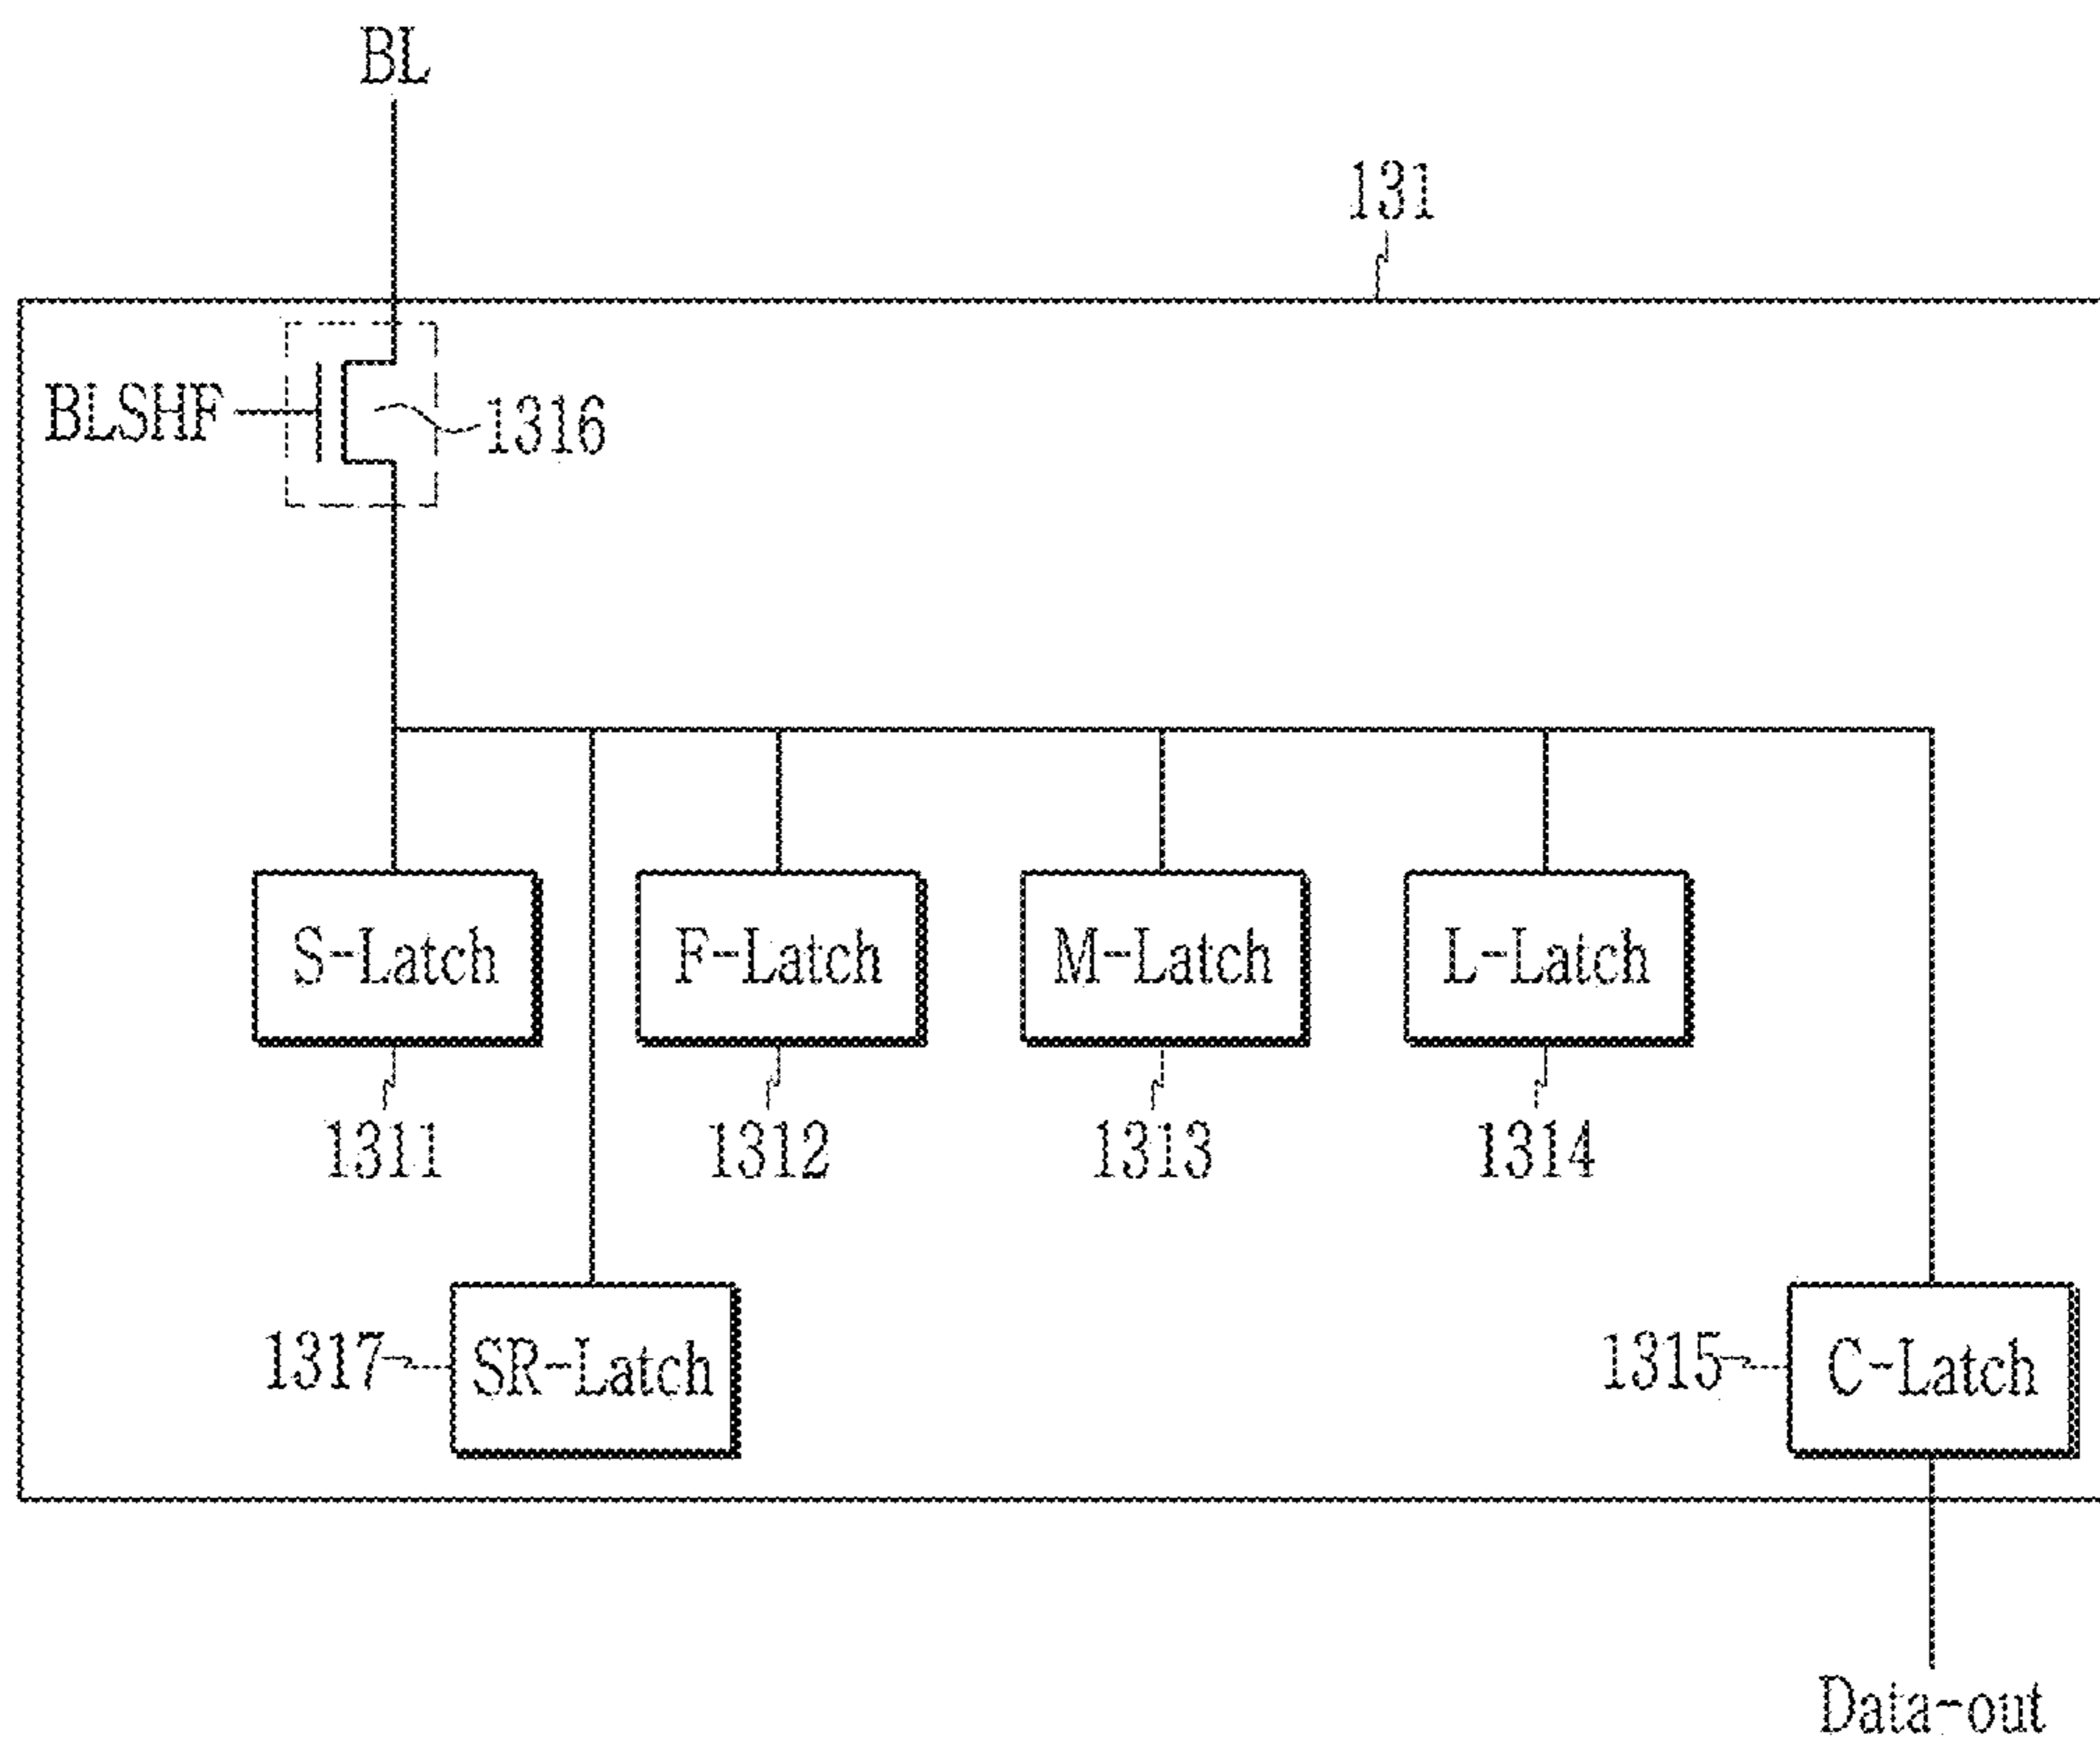 BL
131
BLSHF
1316
S-Latch
F-Latch
M-Latch
L-Latch
1311
1312
1313
1314
1317
SR-Latch
1315
C-Latch
Data-out